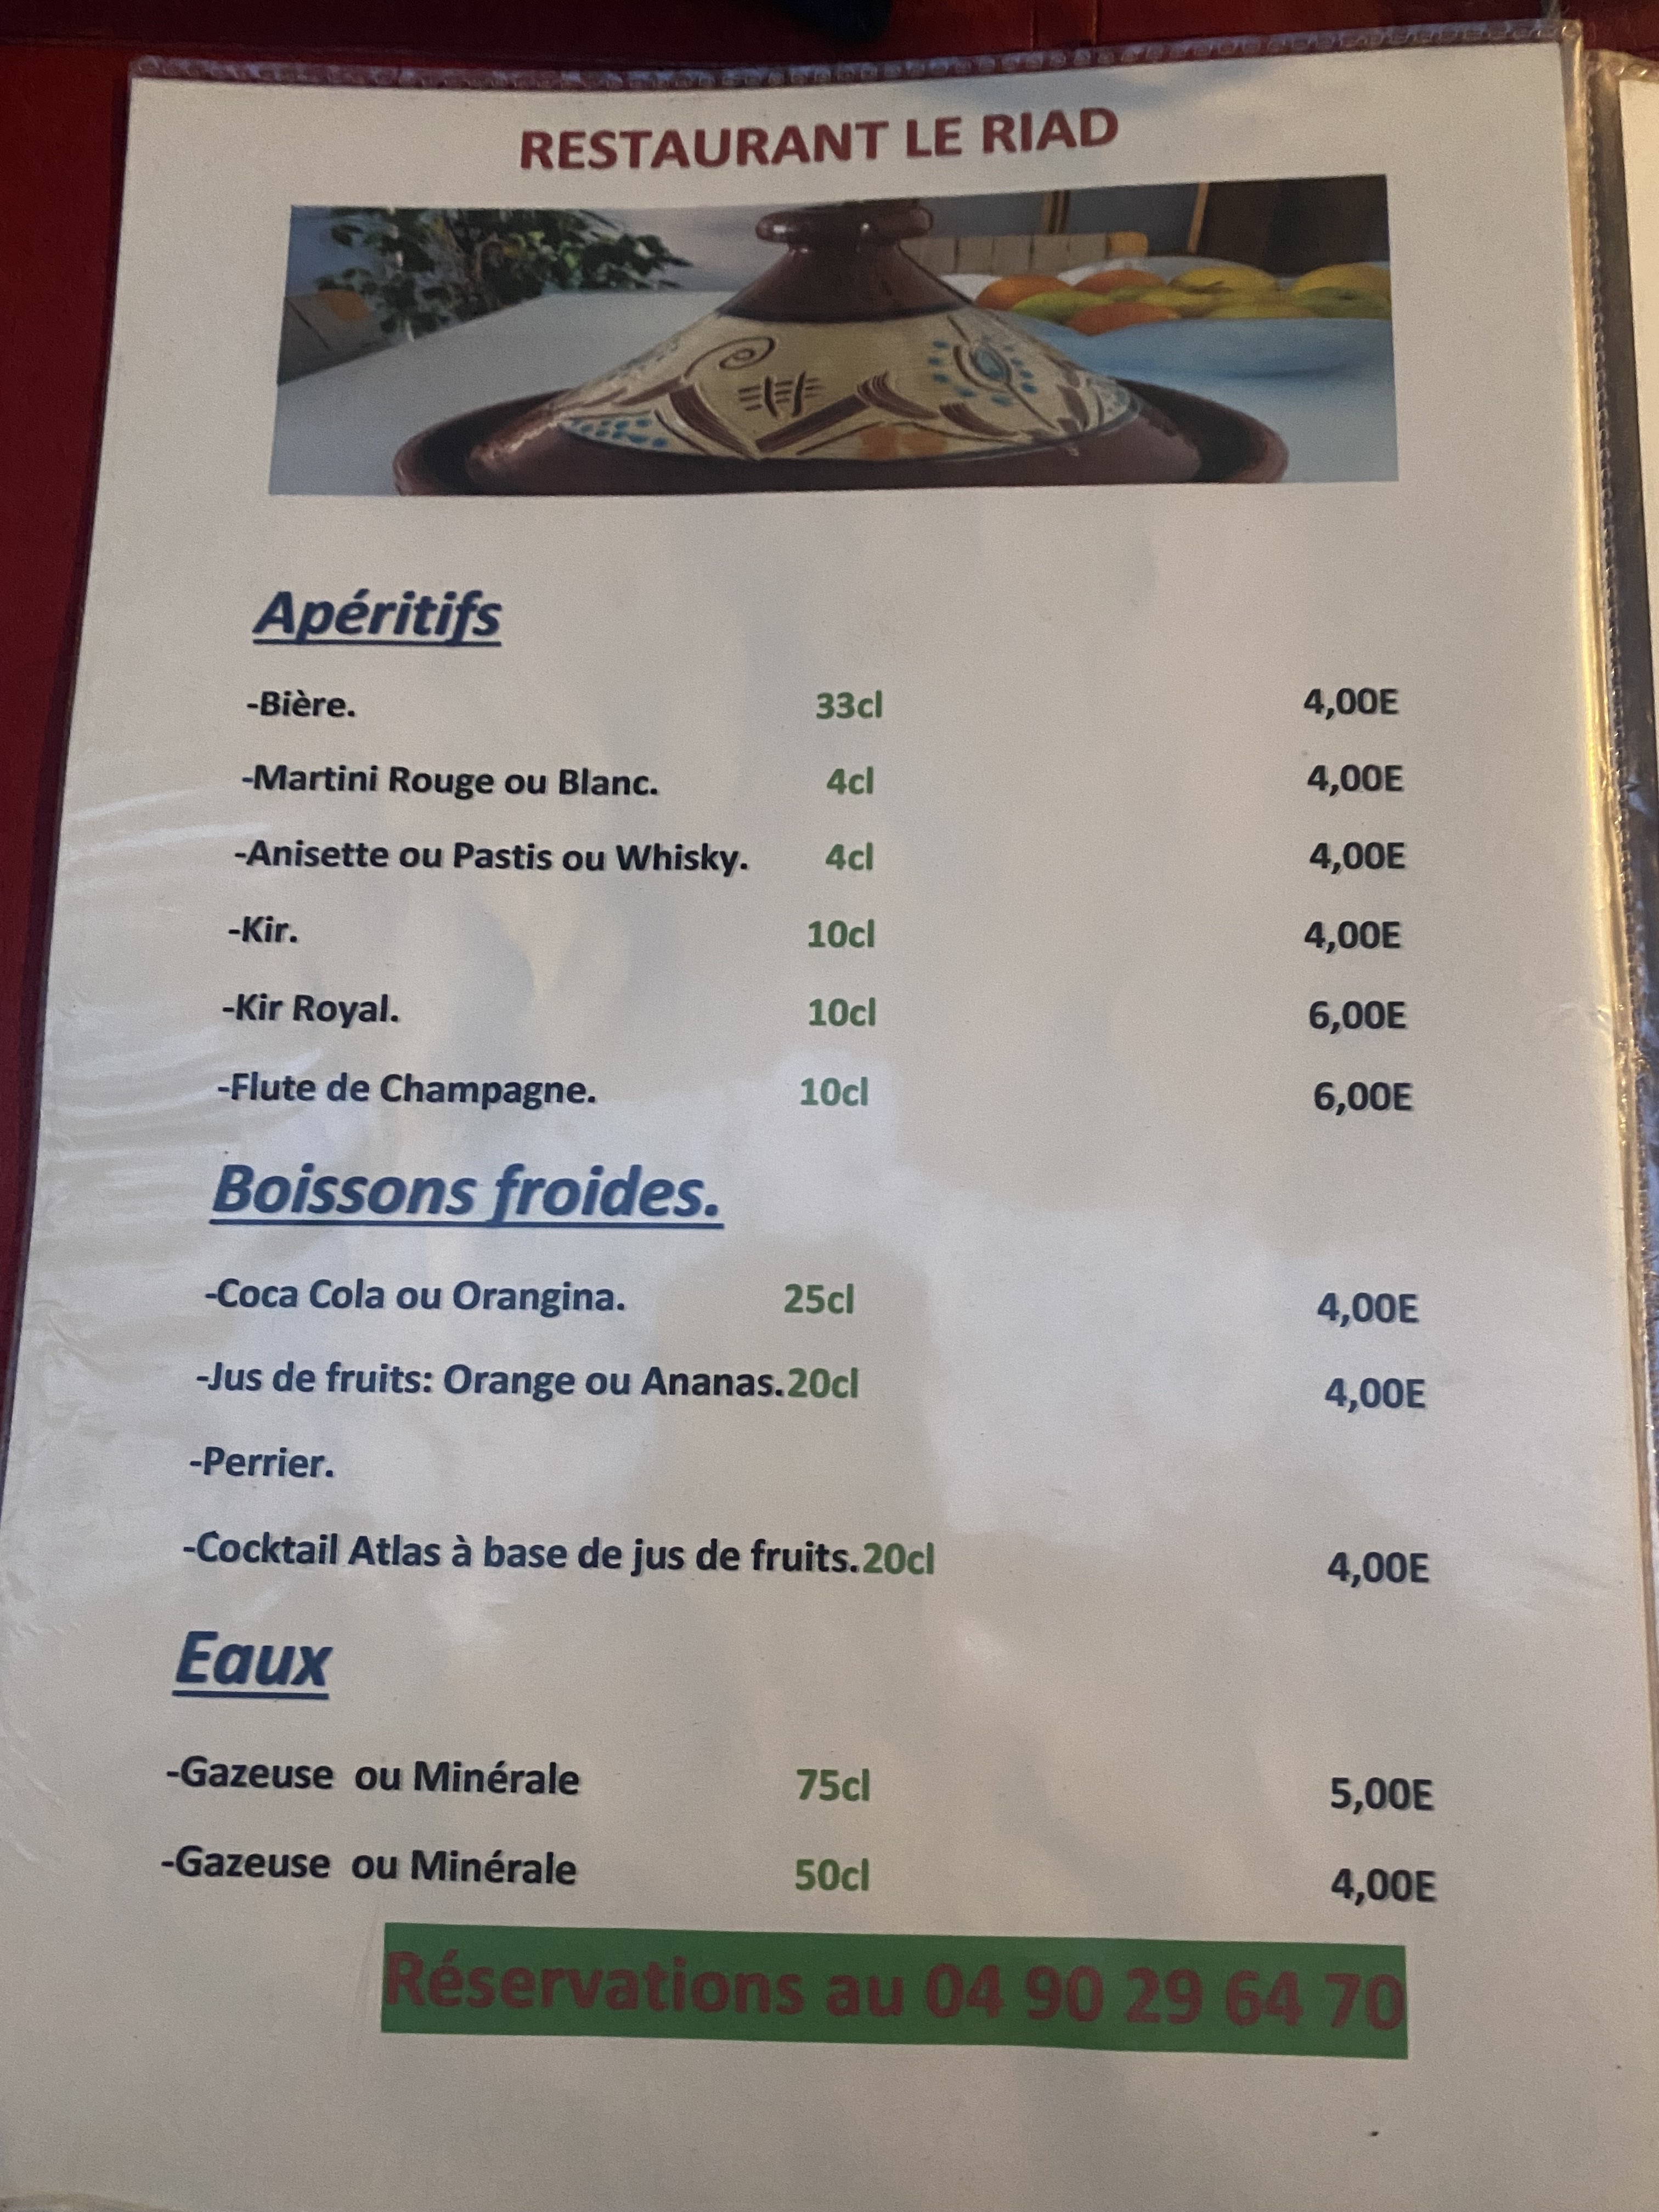 RESTAURANT LE RIAD
Apéritifs
-Bière. 33cl 4,00E
-Martini Rouge ou Blanc. 4cl 4,00E
-Anisette ou Pastis ou Whisky. 4cl 4,00E
-Kir. 10cl 4,00E
-Kir Royal. 10cl 6,00E
-Flute de Champagne. 10cl 6,00E
Boissons froides.
-Coca Cola ou Orangina. 25cl 4,00E
-Jus de fruits: Orange ou Ananas.20cl 4,00E
-Perrier.
-Cocktail Atlas à base de jus de fruits.20cl 4,00E
Eaux
-Gazeuse ou Minérale 75cl 5,00E
-Gazeuse ou Minérale 50cl 4,00E
Réservations au 04 90 29 64 70